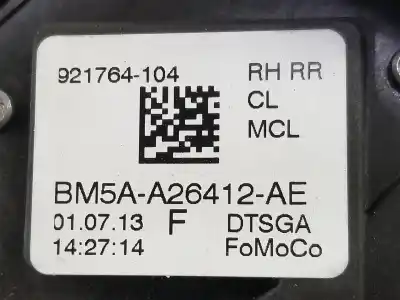 921764-104 RH RR
CL
MCL
BM5A-A26412-AE
01.07.13 F DTSGA
14:27:14 FoMoCo